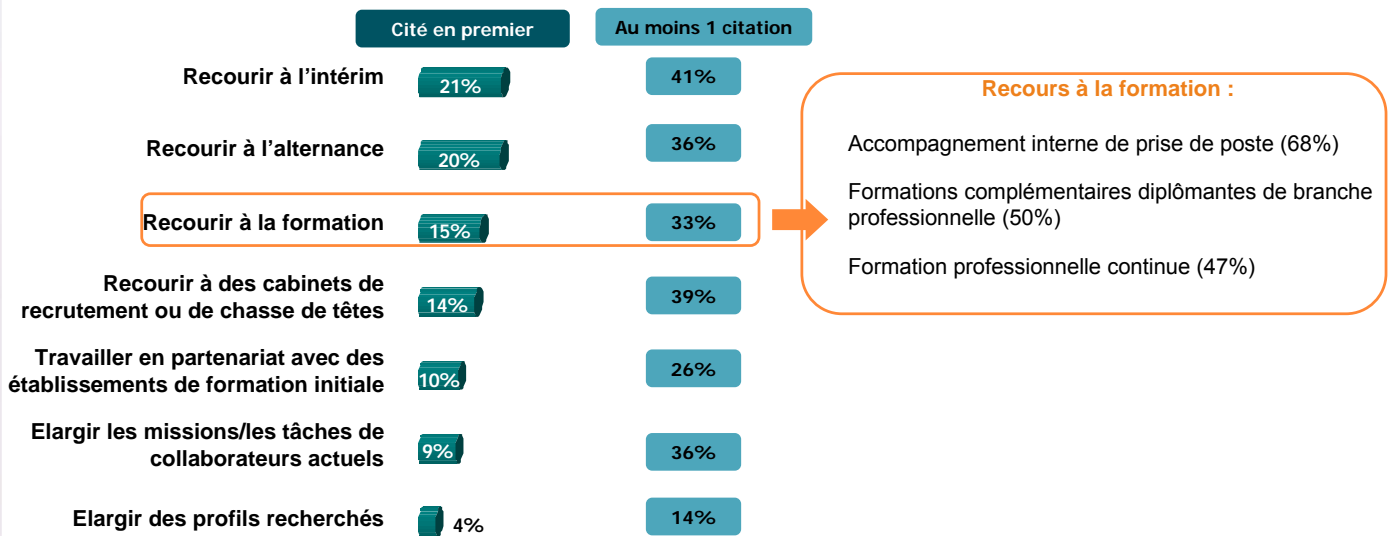 Cité en premier
Au moins 1 citation
Recourir à l’intérim
21%
41%
Recourir à l’alternance
20%
36%
Recourir à la formation
15%
33%
Recourir à des cabinets de
recrutement ou de chasse de têtes
14%
39%
Travailler en partenariat avec des
établissements de formation initiale
10%
26%
Elargir les missions/les tâches de
collaborateurs actuels
9%
36%
Elargir des profils recherchés
4%
14%
Recours à la formation :
Accompagnement interne de prise de poste (68%)
Formations complémentaires diplômantes de branche
professionnelle (50%)
Formation professionnelle continue (47%)